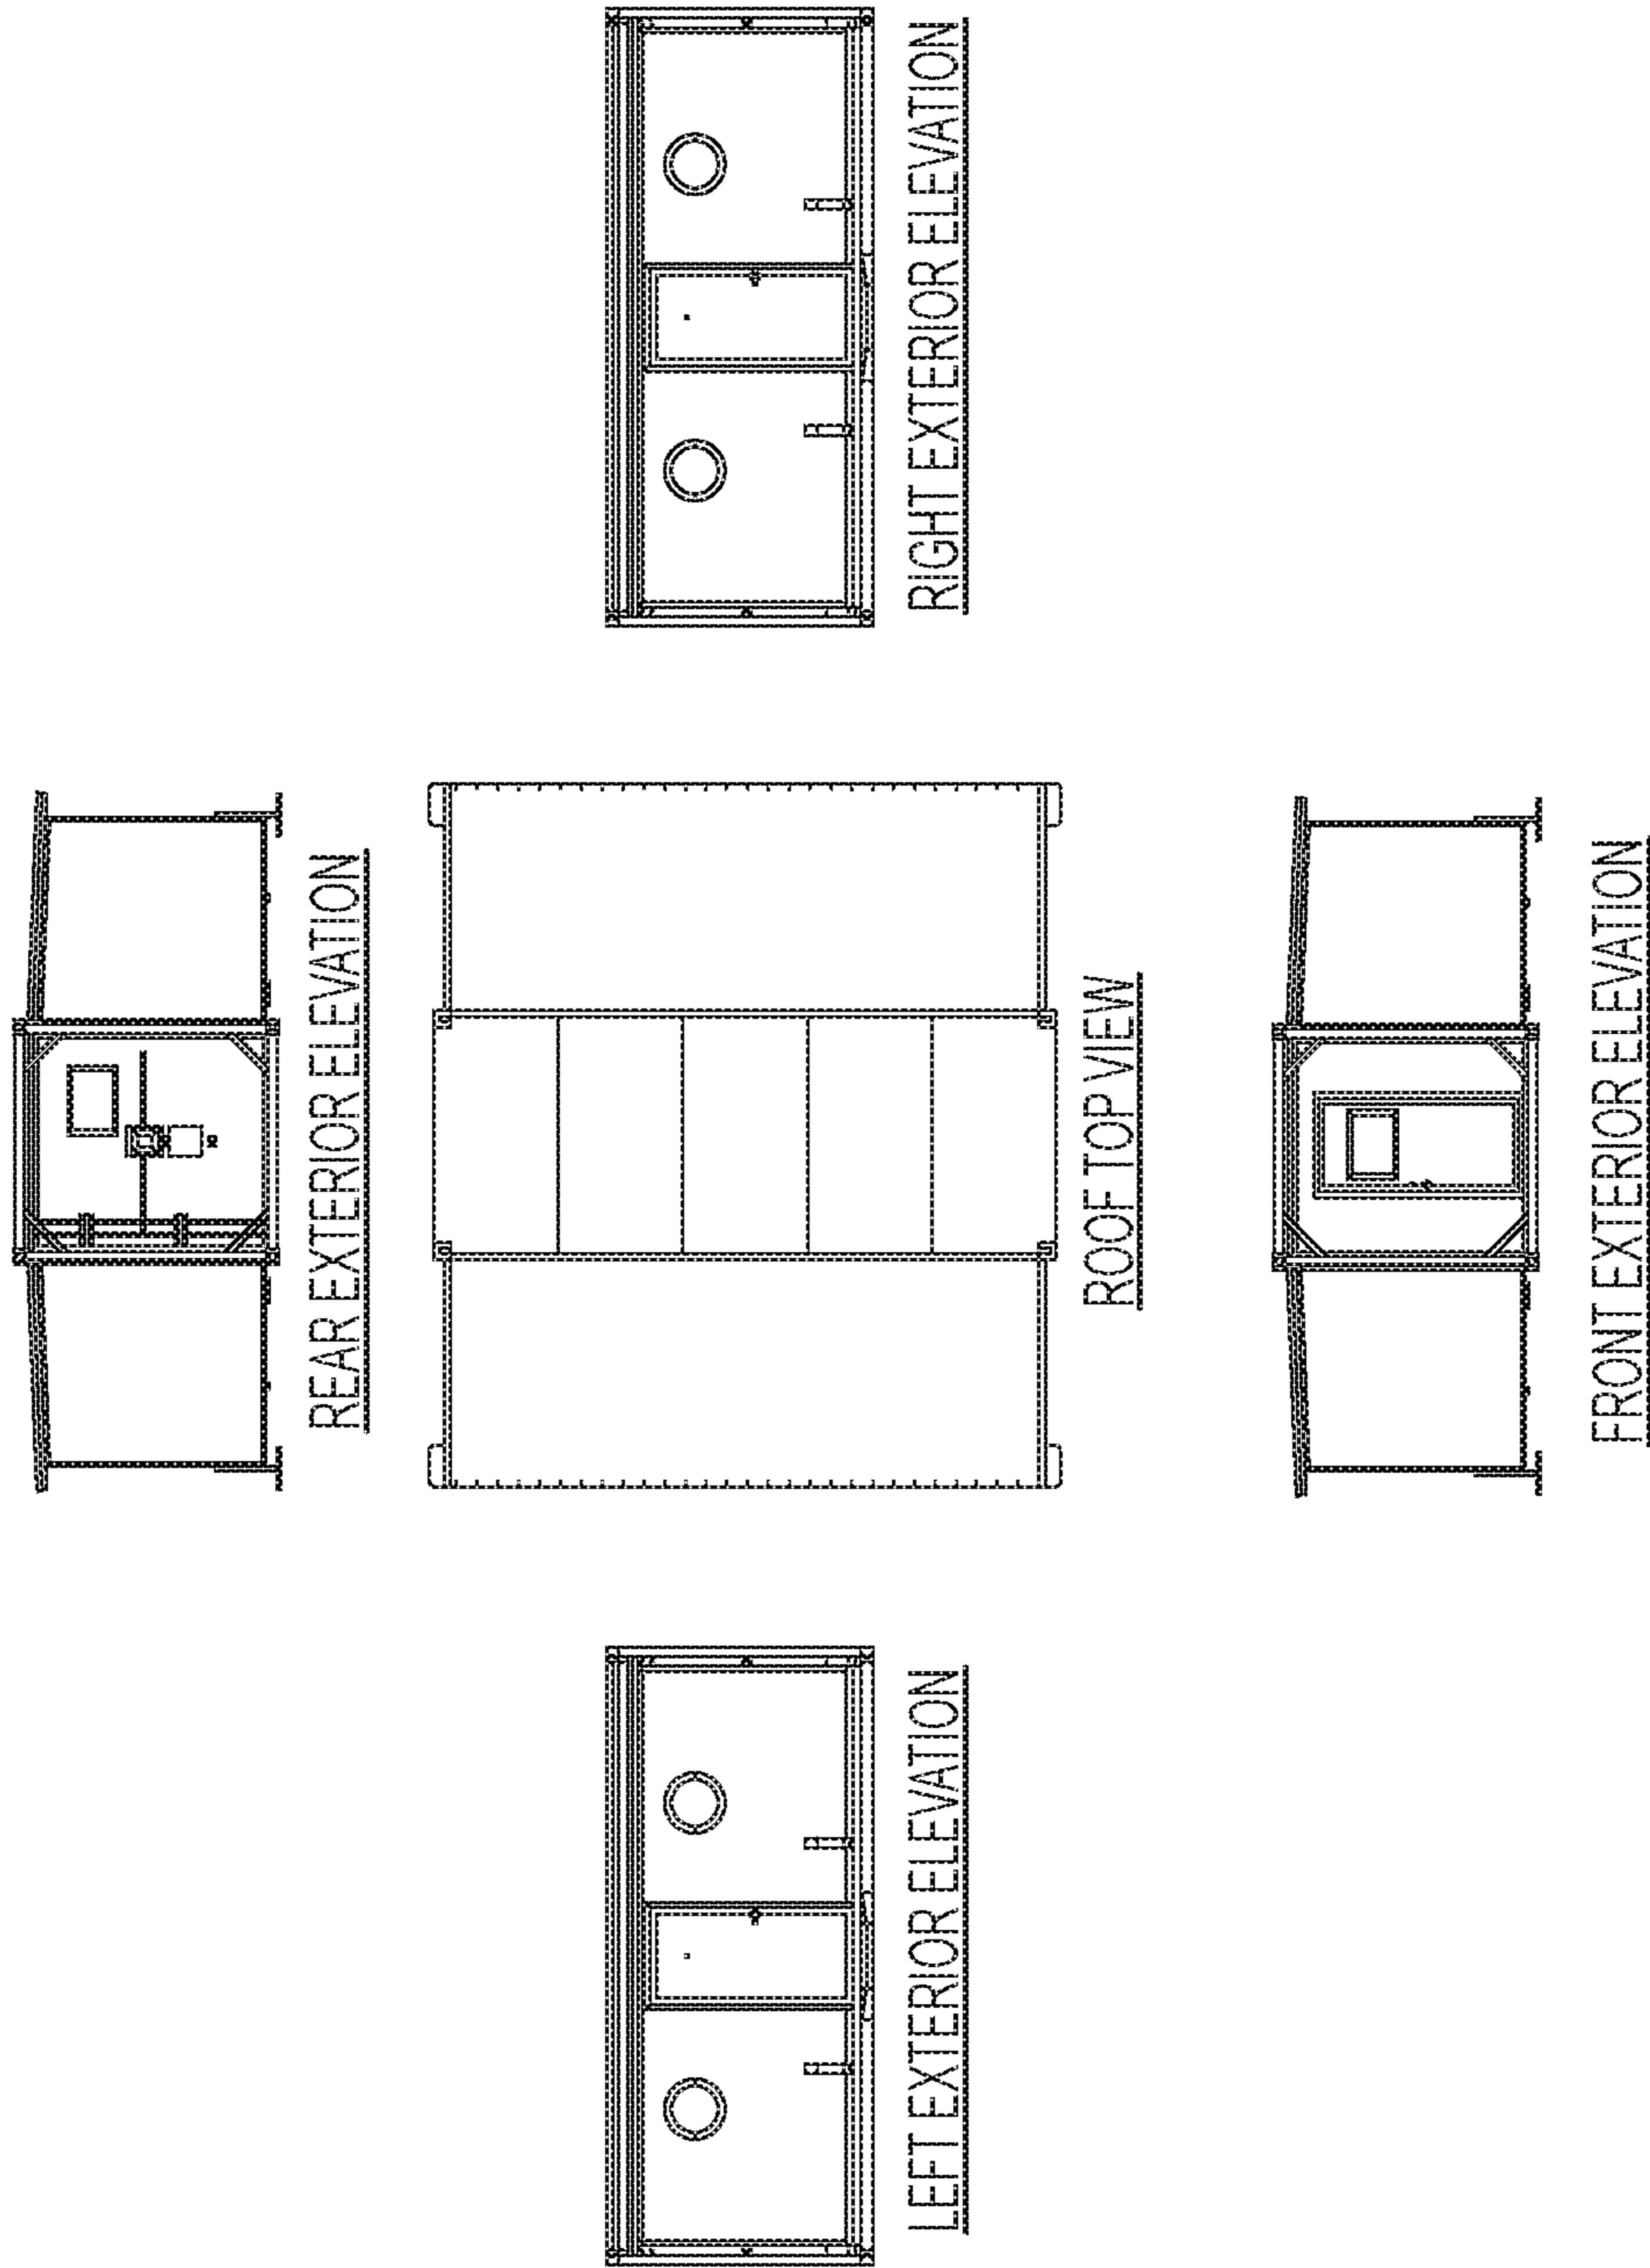 REAR EXTERIOR ELEVATION
LEFT EXTERIOR ELEVATION
ROOF TOP VIEW
RIGHT EXTERIOR ELEVATION
FRONT EXTERIOR ELEVATION